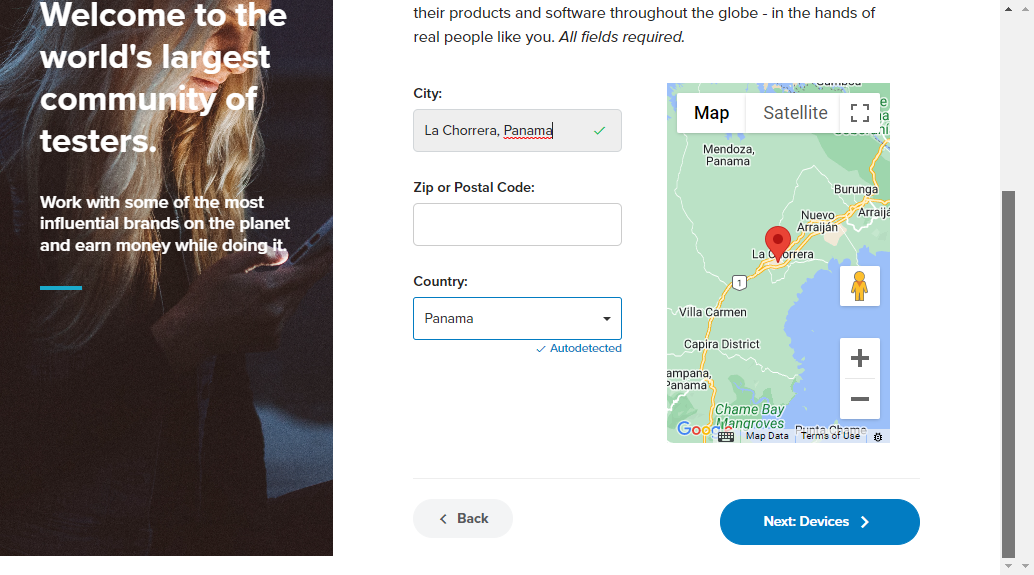 Welcome to the
world's largest
community of
testers.
Work with some of the most
influential brands on the planet
and earn money while doing it.
their products and software throughout the globe - in the hands of
real people like you. All fields required.
City:
La Chorrera, Panama
Zip or Postal Code:
Country:
Panama
Autodetected
Map
Satellite
Mendoza,
Panama
Burunga
Nuevo
Arraiján
La Chorrera
1
Villa Carmen
Capira District
Panama
Chame Bay
Mangroves
Punta Chame
Google
Map Data
Terms of Use
Back
Next: Devices